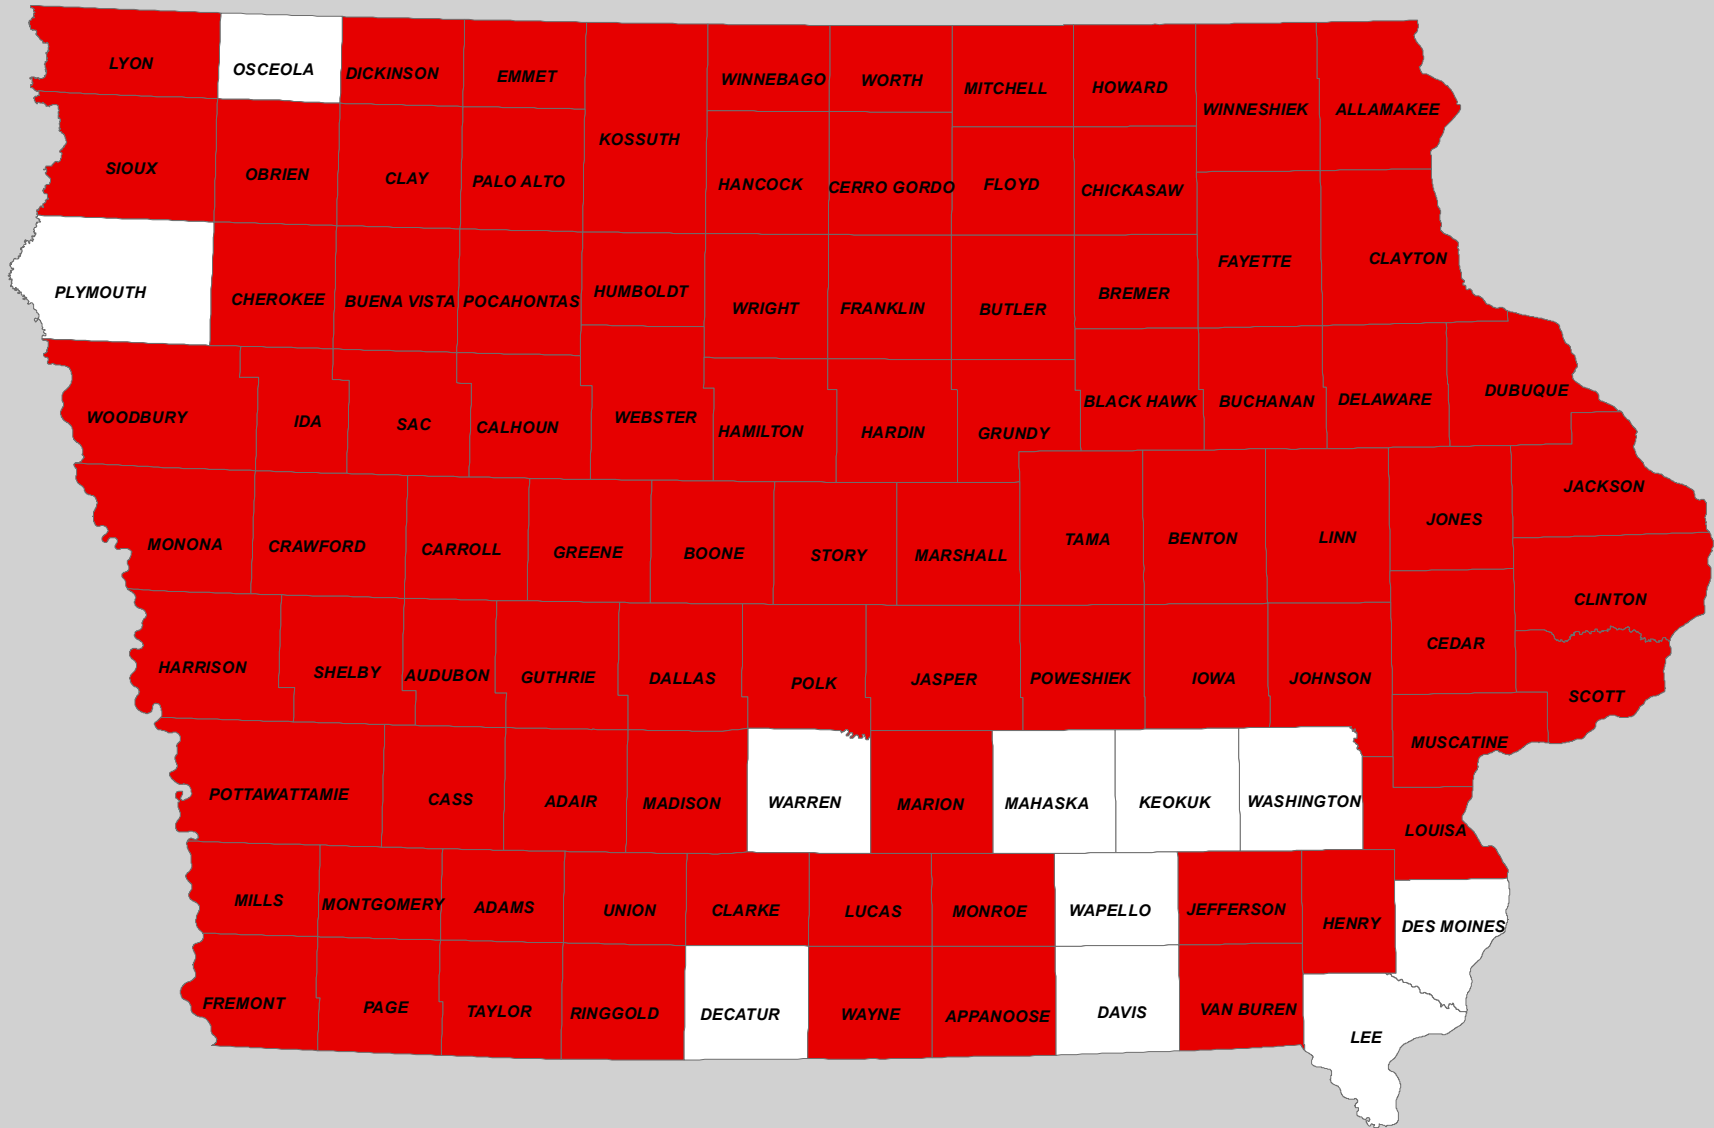 LYON
OSCEOLA
DICKINSON
EMMET
WINNEBAGO
WORTH
MITCHELL
HOWARD
WINNESHIEK
ALLAMAKEE
KOSSUTH
SIOUX
OBRIEN
CLAY
PALO ALTO
HANCOCK
CERRO GORDO
FLOYD
CHICKASAW
FAYETTE
CLAYTON
PLYMOUTH
CHEROKEE
BUENA VISTA
POCAHONTAS
HUMBOLDT
WRIGHT
FRANKLIN
BUTLER
BREMER
WOODBURY
IDA
SAC
CALHOUN
WEBSTER
HAMILTON
HARDIN
GRUNDY
BLACK HAWK
BUCHANAN
DELAWARE
DUBUQUE
JACKSON
MONONA
CRAWFORD
CARROLL
GREENE
BOONE
STORY
MARSHALL
TAMA
BENTON
LINN
JONES
CLINTON
HARRISON
SHELBY
AUDUBON
GUTHRIE
DALLAS
POLK
JASPER
POWESHIEK
IOWA
JOHNSON
CEDAR
SCOTT
MUSCATINE
POTTAWATTAMIE
CASS
ADAIR
MADISON
WARREN
MARION
MAHASKA
KEOKUK
WASHINGTON
LOUISA
MILLS
MONTGOMERY
ADAMS
UNION
CLARKE
LUCAS
MONROE
WAPELLO
JEFFERSON
HENRY
DES MOINES
FREMONT
PAGE
TAYLOR
RINGGOLD
DECATUR
WAYNE
APPANOOSE
DAVIS
VAN BUREN
LEE